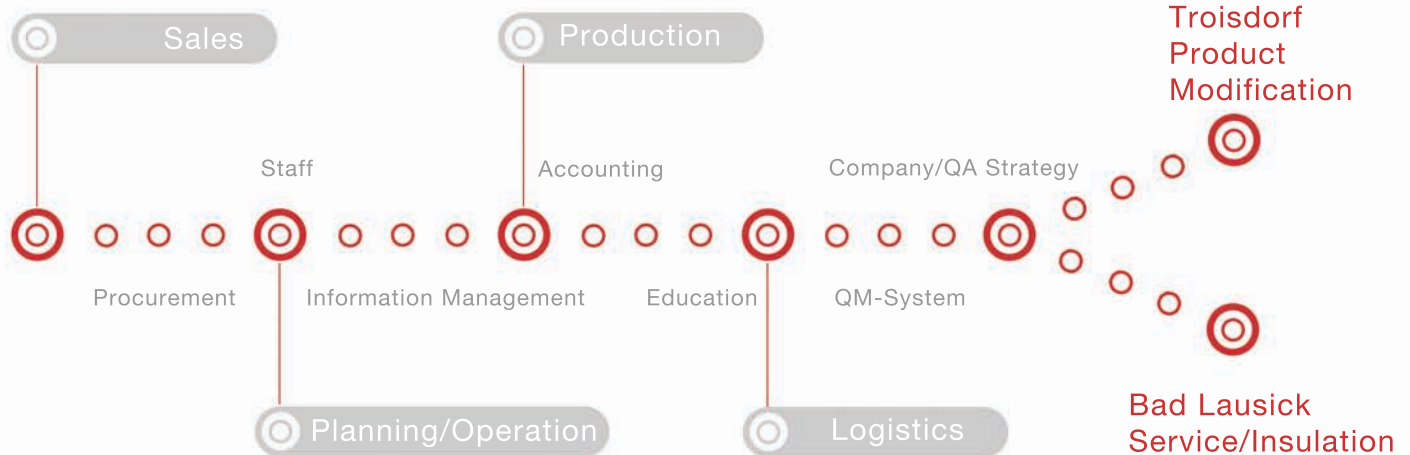 Sales
Production
Troisdorf
Product
Modification
Staff
Accounting
Company/QA Strategy
Procurement
Information Management
Education
QM-System
Planning/Operation
Logistics
Bad Lausick
Service/Insulation